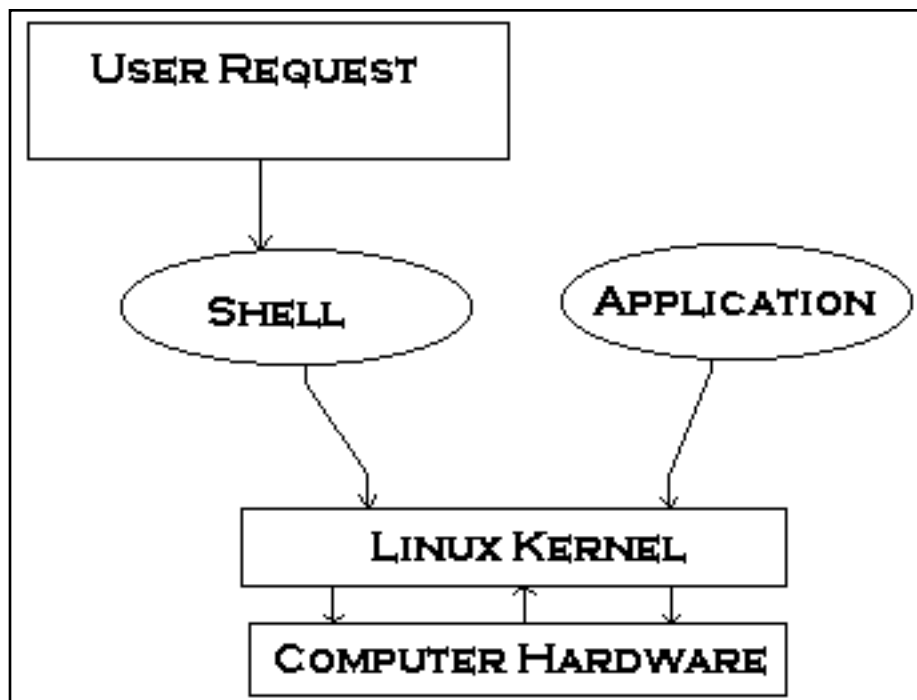 User Request
Shell
Application
Linux Kernel
Computer Hardware